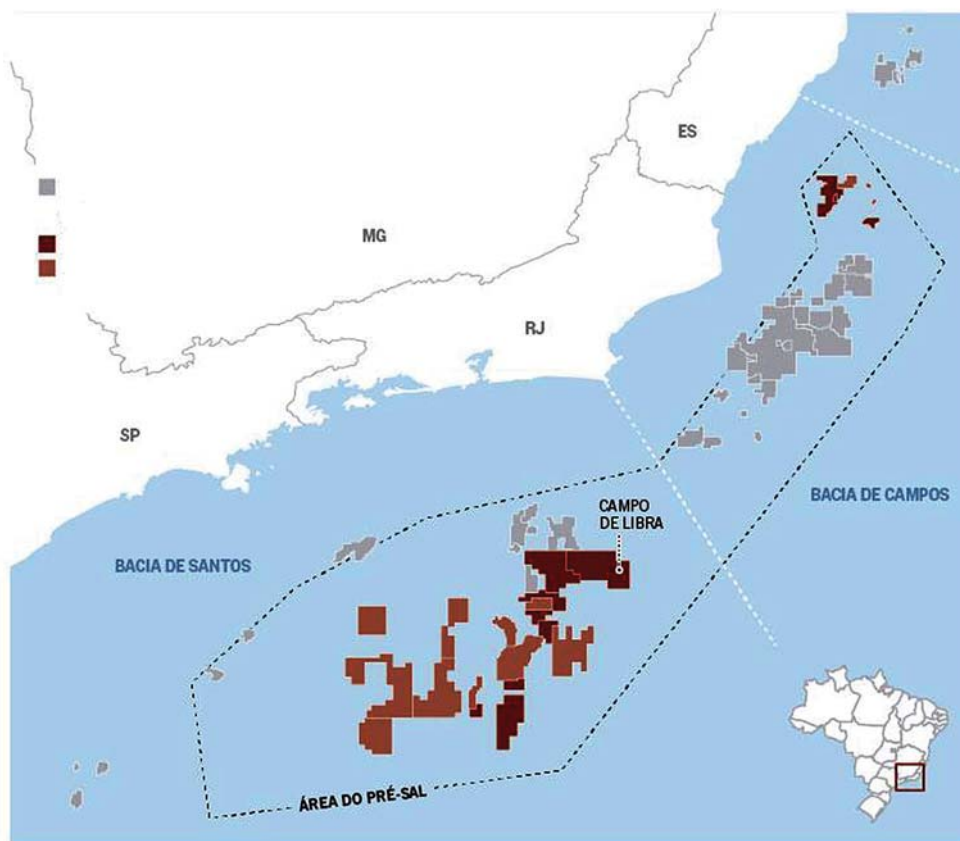 ES
MG
RJ
SP
CAMPO
DE LIBRA
BACIA DE CAMPOS
BACIA DE SANTOS
ÁREA DO PRÉ-SAL